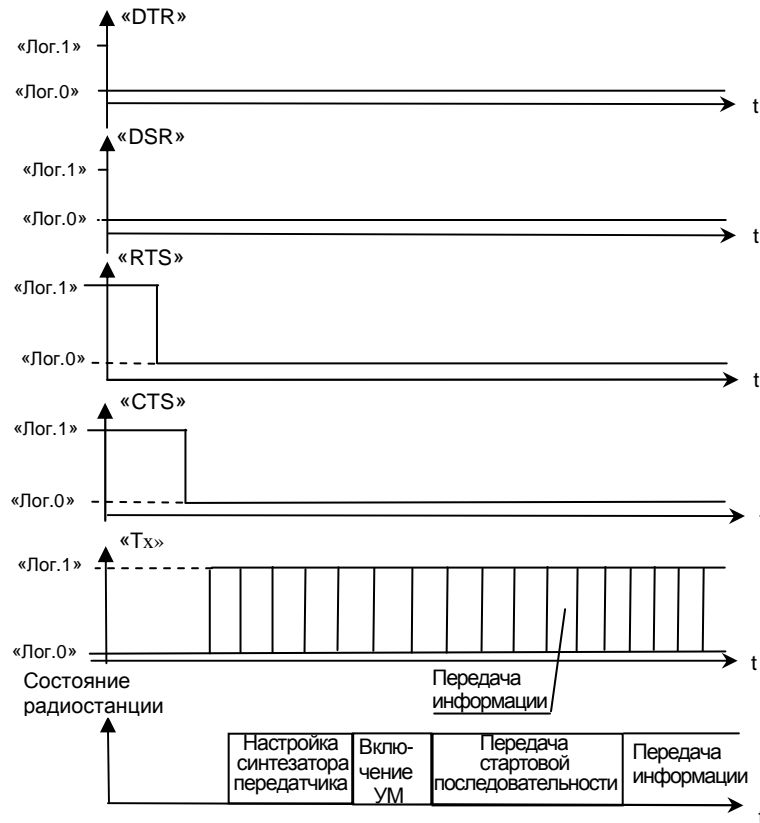 «DTR»
«Лог.1»
«Лог.0»
t
«DSR»
«Лог.1»
«Лог.0»
t
«RTS»
«Лог.1»
«Лог.0»
t
«CTS»
«Лог.1»
«Лог.0»
«Tx»
«Лог.1»
«Лог.0»
t
Состояние
радиостанции
Передача
информации
Настройка
синтезатора
передатчика
Вклю-
чение
УМ
Передача
стартовой
последовательности
Передача
информации
t